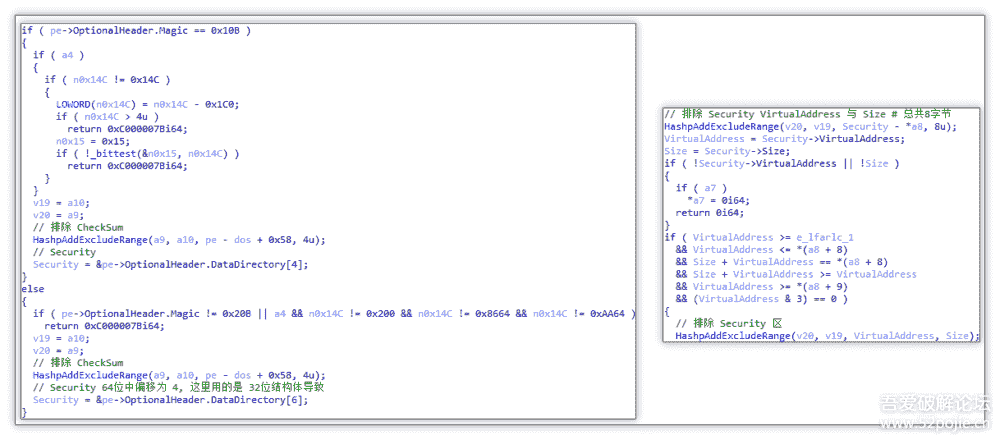 if ( pe->OptionalHeader.Magic == 0x10B )
{
if ( a4 )
{
if ( n0x14C != 0x14C )
{
LOWORD(n0x14C) = n0x14C - 0x1C0;
if ( n0x14C > 4u )
return 0xC000007Bi64;
n0x15 = 0x15;
if ( !_bittest(&n0x15, n0x14C) )
return 0xC000007Bi64;
}
}
v19 = a10;
v20 = a9;
// 排除 CheckSum
HashpAddExcludeRange(a9, a10, pe - dos + 0x58, 4u);
// Security
Security = &pe->OptionalHeader.DataDirectory[4];
}
else
{
if ( pe->OptionalHeader.Magic != 0x20B || a4 && n0x14C != 0x200 && n0x14C != 0x8664 && n0x14C != 0xAA64 )
return 0xC000007Bi64;
v19 = a10;
v20 = a9;
// 排除 CheckSum
HashpAddExcludeRange(a9, a10, pe - dos + 0x58, 4u);
// Security 64位中偏移为 4, 这里用的是 32位结构体导致
Security = &pe->OptionalHeader.DataDirectory[6];
}
// 排除 Security VirtualAddress 与 Size # 总共8字节
HashpAddExcludeRange(v20, v19, Security - *a8, 8u);
VirtualAddress = Security->VirtualAddress;
Size = Security->Size;
if ( !Security->VirtualAddress || !Size )
{
if ( a7 )
*a7 = 0i64;
return 0i64;
}
if ( VirtualAddress >= e_lfarlc_1
&& VirtualAddress <= *(a8 + 8)
&& Size + VirtualAddress == *(a8 + 8)
&& Size + VirtualAddress >= VirtualAddress
&& VirtualAddress >= *(a8 + 9)
&& (VirtualAddress & 3) == 0 )
{
// 排除 Security 区
HashpAddExcludeRange(v20, v19, VirtualAddress, Size);
吾爱破解论坛
www.52pojie.cn